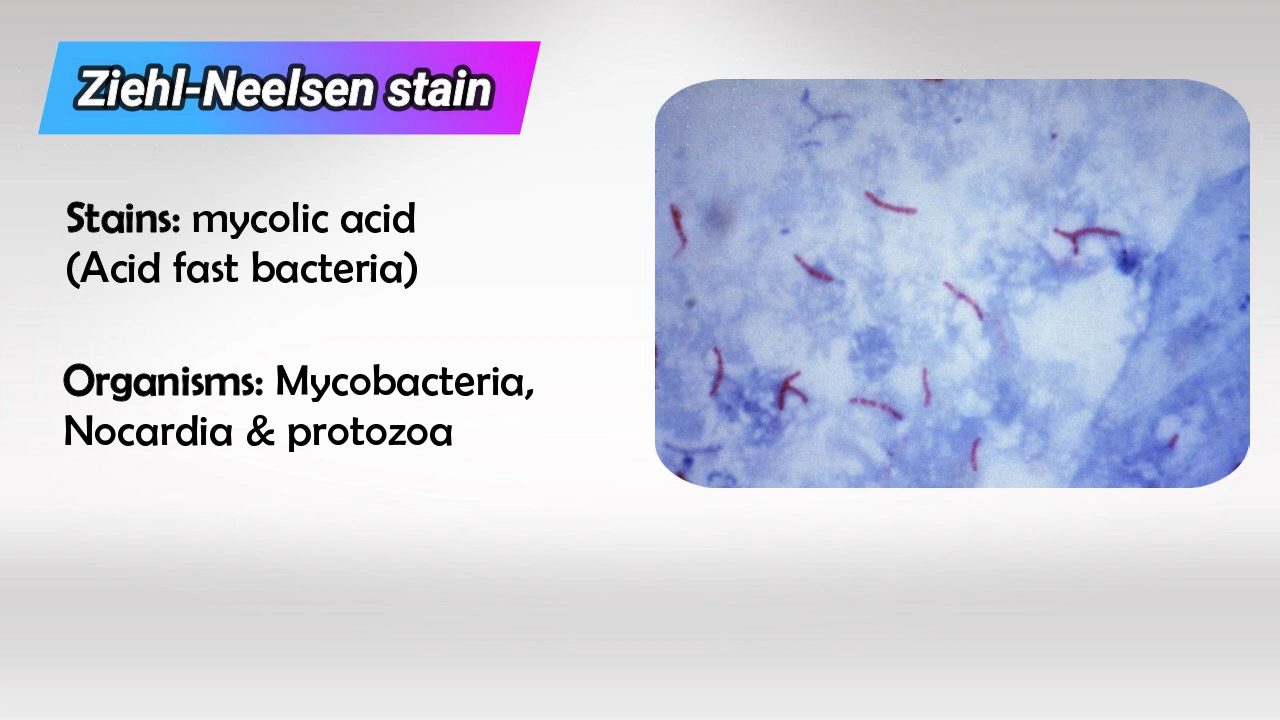 Ziehl-Neelsen stain
Stains: mycolic acid
(Acid fast bacteria)
Organisms: Mycobacteria,
Nocardia & protozoa